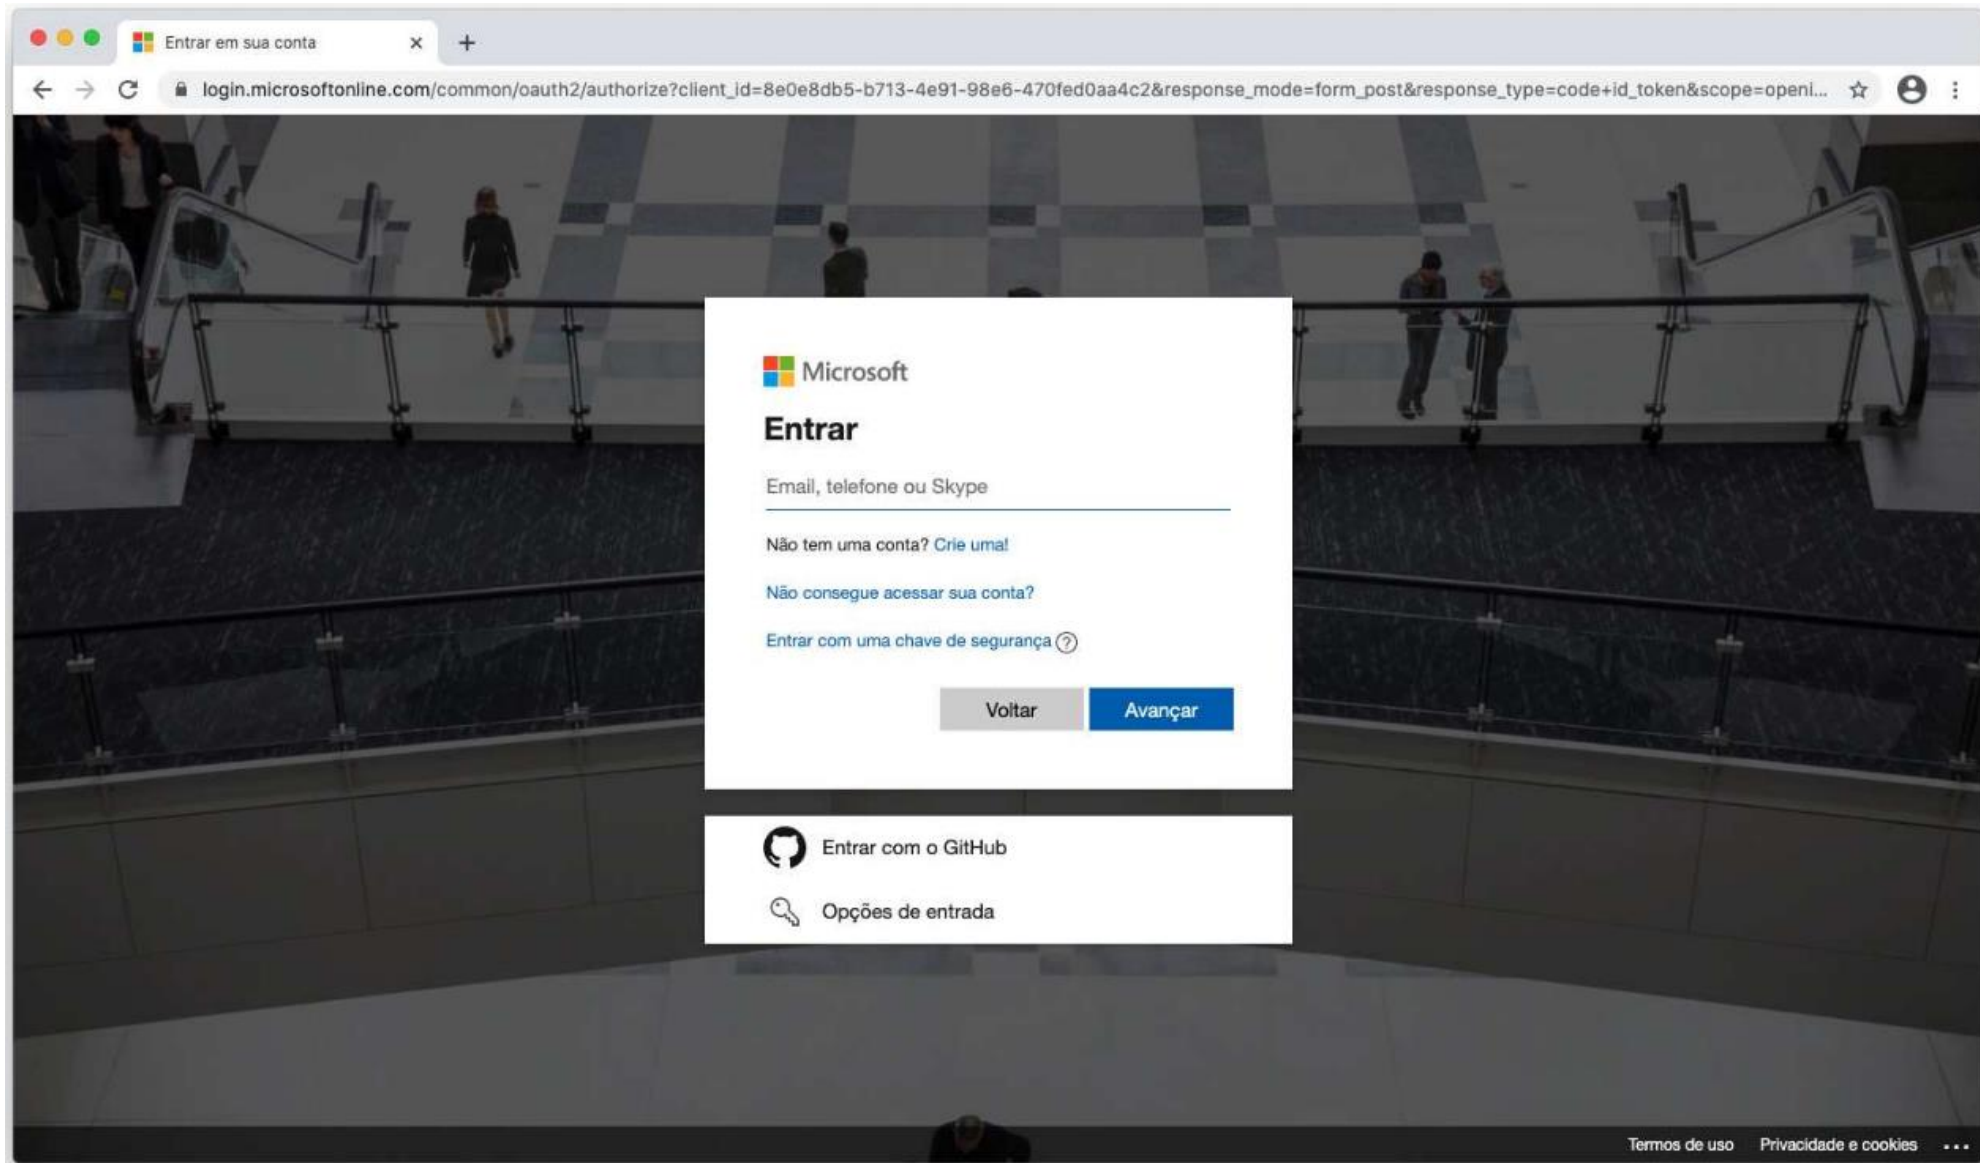 Entrar em sua conta
login.microsoftonline.com/common/oauth2/authorize?client_id=8e0e8db5-b713-4e91-98e6-470fed0aa4c2&response_mode=form_post&response_type=code+id_token&scope=openi...
Microsoft
Entrar
Email, telefone ou Skype
Não tem uma conta? Crie uma!
Não consegue acessar sua conta?
Entrar com uma chave de segurança ?
Voltar Avançar
Entrar com o GitHub
Opções de entrada
Termos de uso Privacidade e cookies ...